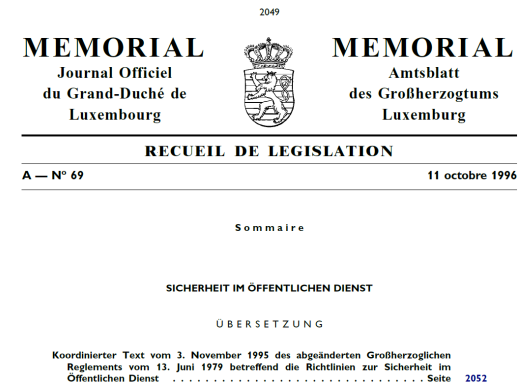 2049
MEMORIAL
Journal Officiel
du Grand-Duché de
Luxembourg
MEMORIAL
Amtsblatt
des Großherzogtums
Luxemburg
RECUEIL DE LEGISLATION
A — N° 69 11 octobre 1996
Sommaire
SICHERHEIT IM ÖFFENTLICHEN DIENST
ÜBERSETZUNG
Koordinierter Text vom 3. November 1995 des abgeänderten Großherzoglichen
Reglements vom 13. Juni 1979 betreffend die Richtlinien zur Sicherheit im
Öffentlichen Dienst . . . . . . . . . . . . . . . . . . . . . . . . . . . . . . . Seite 2052